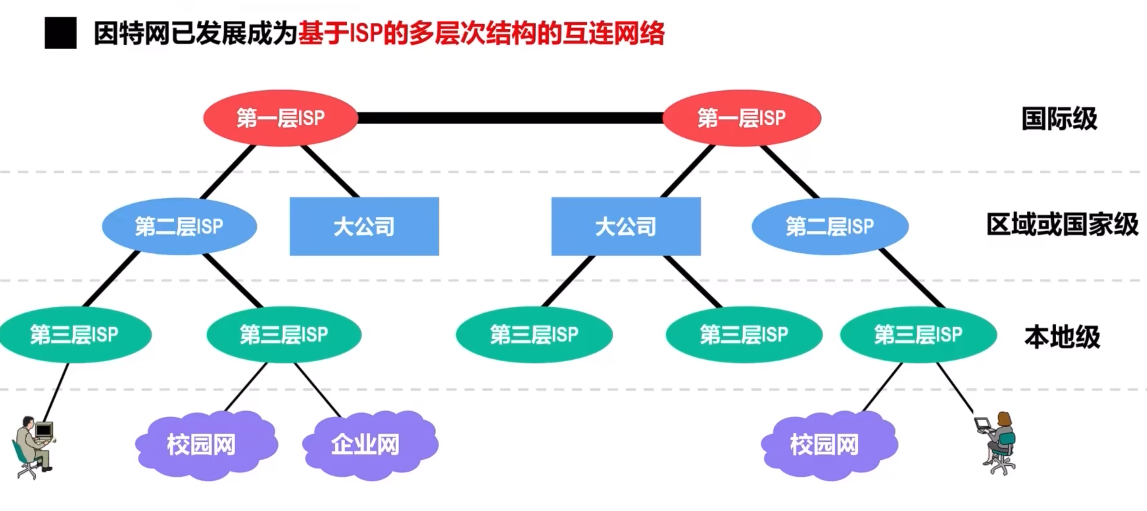 因特网已发展成为基于ISP的多层次结构的互连网络
第一层ISP
第一层ISP
国际级
第二层ISP
大公司
大公司
第二层ISP
区域或国家级
第三层ISP
第三层ISP
第三层ISP
第三层ISP
第三层ISP
本地级
校园网
企业网
校园网